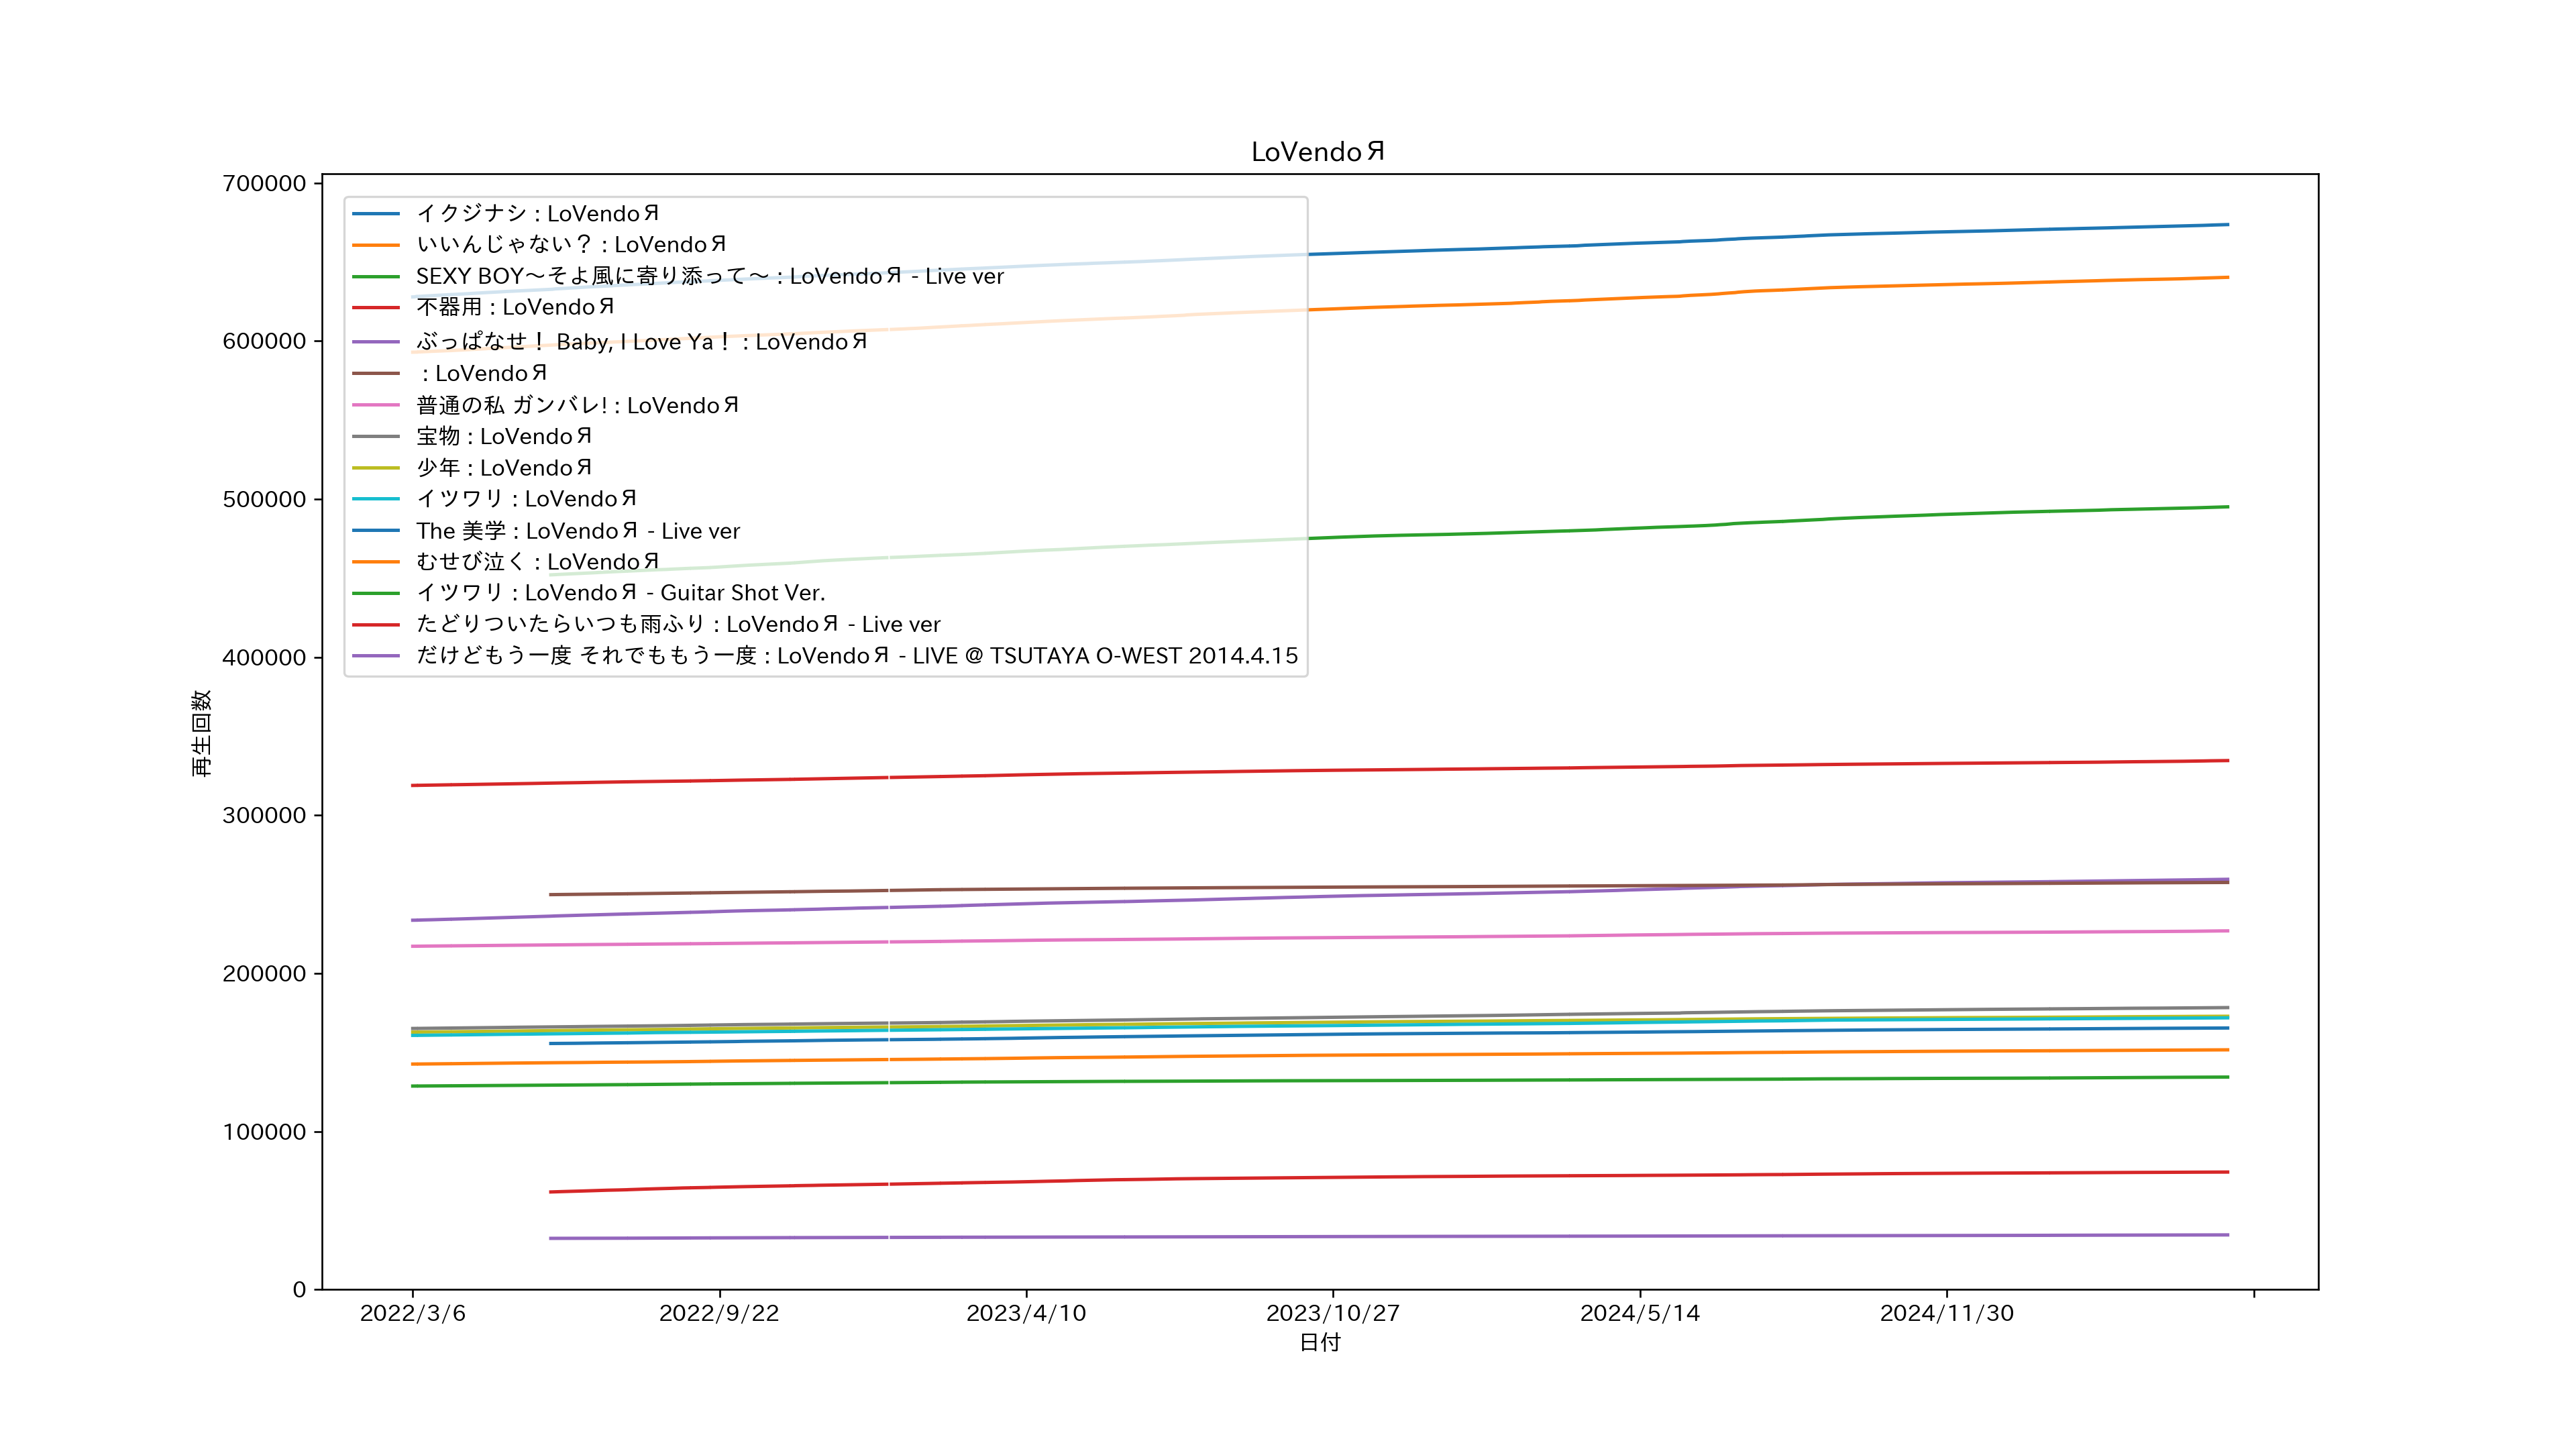 LoVendoЯ
700000
600000
500000
400000
300000
200000
100000
0
再生回数
イクジナシ : LoVendoЯ
いいんじゃない？ : LoVendoЯ
SEXY BOY〜そよ風に寄り添って〜 : LoVendoЯ - Live ver
不器用 : LoVendoЯ
ぶっぱなせ！ Baby, I Love Ya！ : LoVendoЯ
: LoVendoЯ
普通の私 ガンバレ! : LoVendoЯ
宝物 : LoVendoЯ
少年 : LoVendoЯ
イツワリ : LoVendoЯ
The 美学 : LoVendoЯ - Live ver
むせび泣く : LoVendoЯ
イツワリ : LoVendoЯ - Guitar Shot Ver.
たどりついたらいつも雨ふり : LoVendoЯ - Live ver
だけどもう一度 それでももう一度 : LoVendoЯ - LIVE @ TSUTAYA O-WEST 2014.4.15
2022/3/6 2022/9/22 2023/4/10 2023/10/27 2024/5/14 2024/11/30
日付